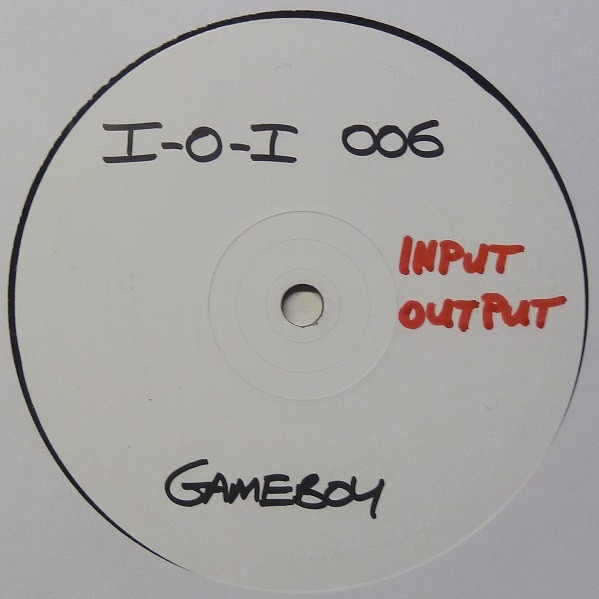 I-O-I 006
INPUT
OUTPUT
GAMEBOY